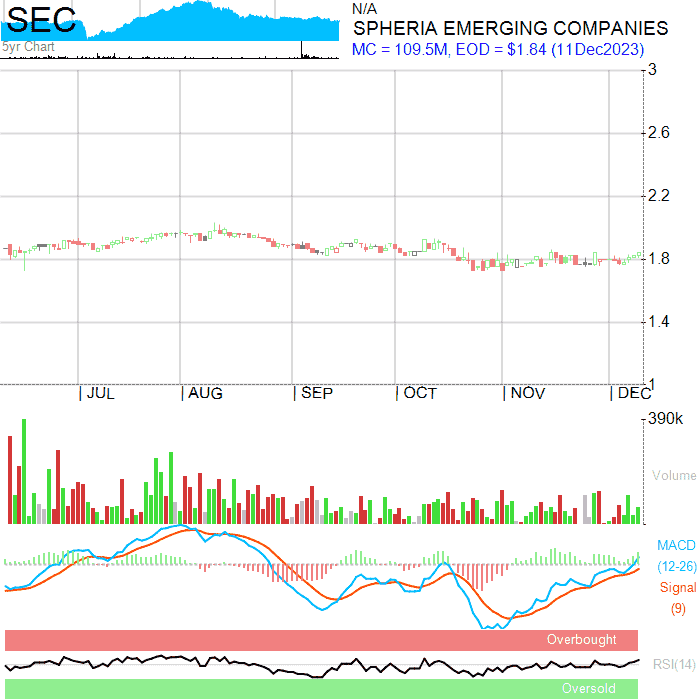 SEC
5yr Chart
N/A
SPHERIA EMERGING COMPANIES
MC = 109.5M, EOD = $1.84 (11Dec2023)
3
2.6
2.2
1.8
1.4
1
JUL AUG SEP OCT NOV DEC
390k
Volume
MACD
(12-26)
Signal
(9)
Overbought
RSI(14)
Oversold